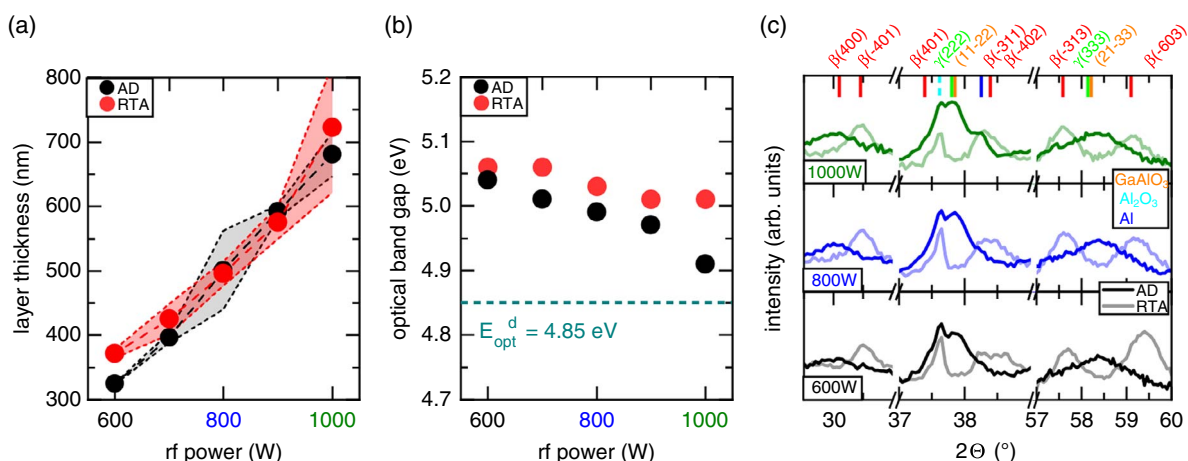 (a)
800
700
600
500
400
300
layer thickness (nm)
AD
RTA
600
800
1000
rf power (W)
(b)
5.2
5.1
5.0
4.9
4.8
4.7
optical band gap (eV)
AD
RTA
E_opt^d = 4.85 eV
600
800
1000
rf power (W)
(c)
β(400)
β(-401)
β(401)
γ(222)
(11-22)
β(-311)
β(-402)
β(-313)
γ(333)
(21-33)
β(-603)
intensity (arb. units)
1000W
GaAlO₃
Al₂O₃
Al
800W
AD
RTA
600W
30
37
38
57
58
59
60
2Θ (°)